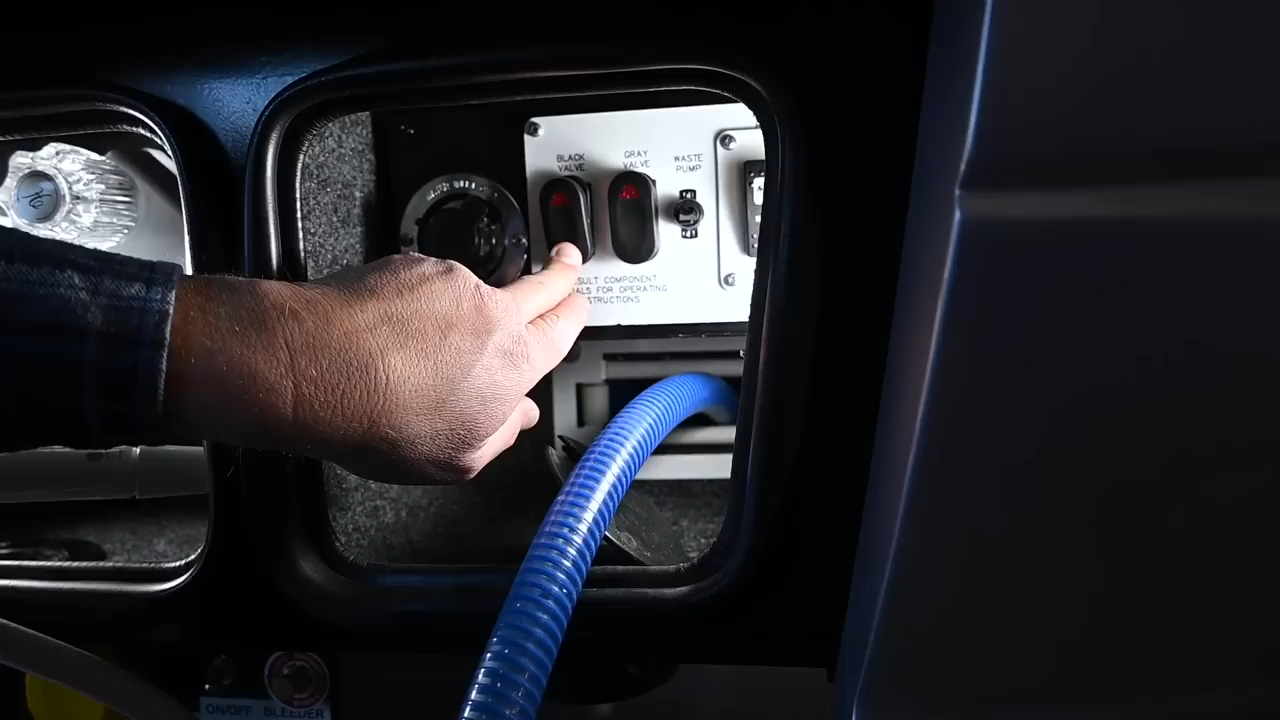 BLACK
VALVE
GRAY
VALVE
WASTE
PUMP
SULT COMPONENT
ALS FOR OPERATING
STRUCTIONS
ON/OFF BLEEDER